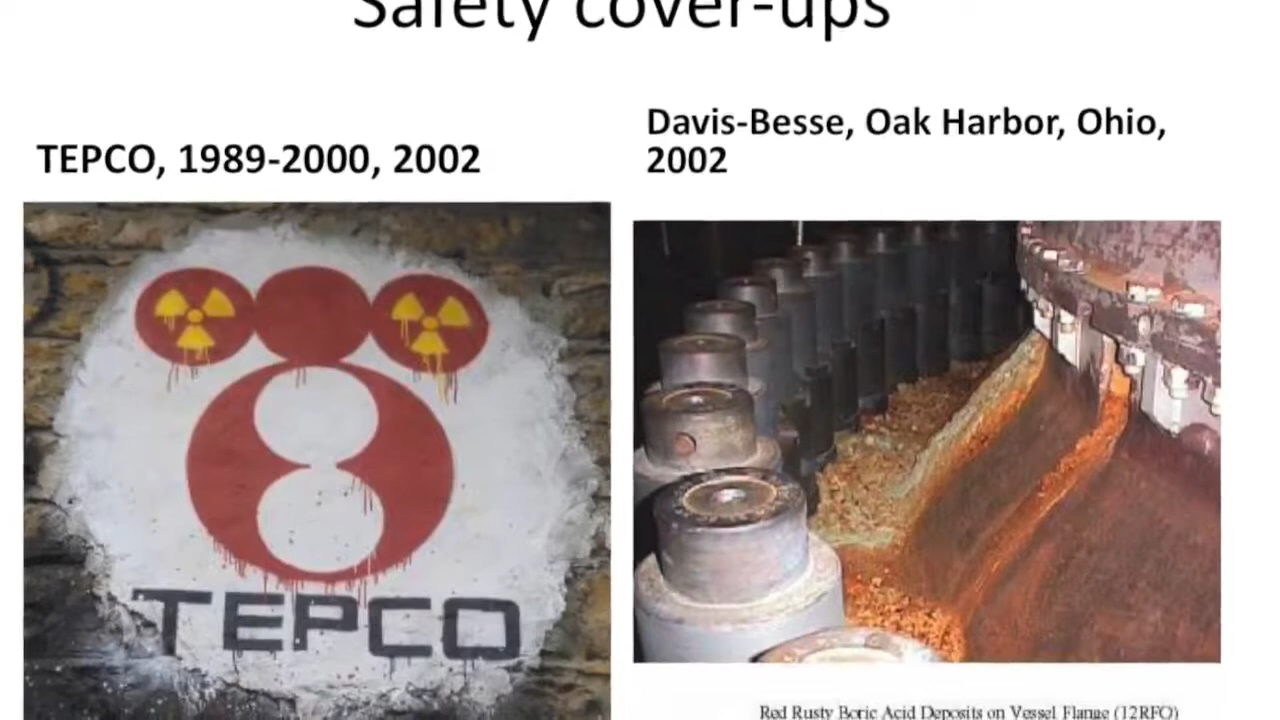 Safety cover-ups
TEPCO, 1989-2000, 2002
Davis-Besse, Oak Harbor, Ohio,
2002
TEPCO
Red Rusty Boric Acid Deposits on Vessel Flange (12RFO)